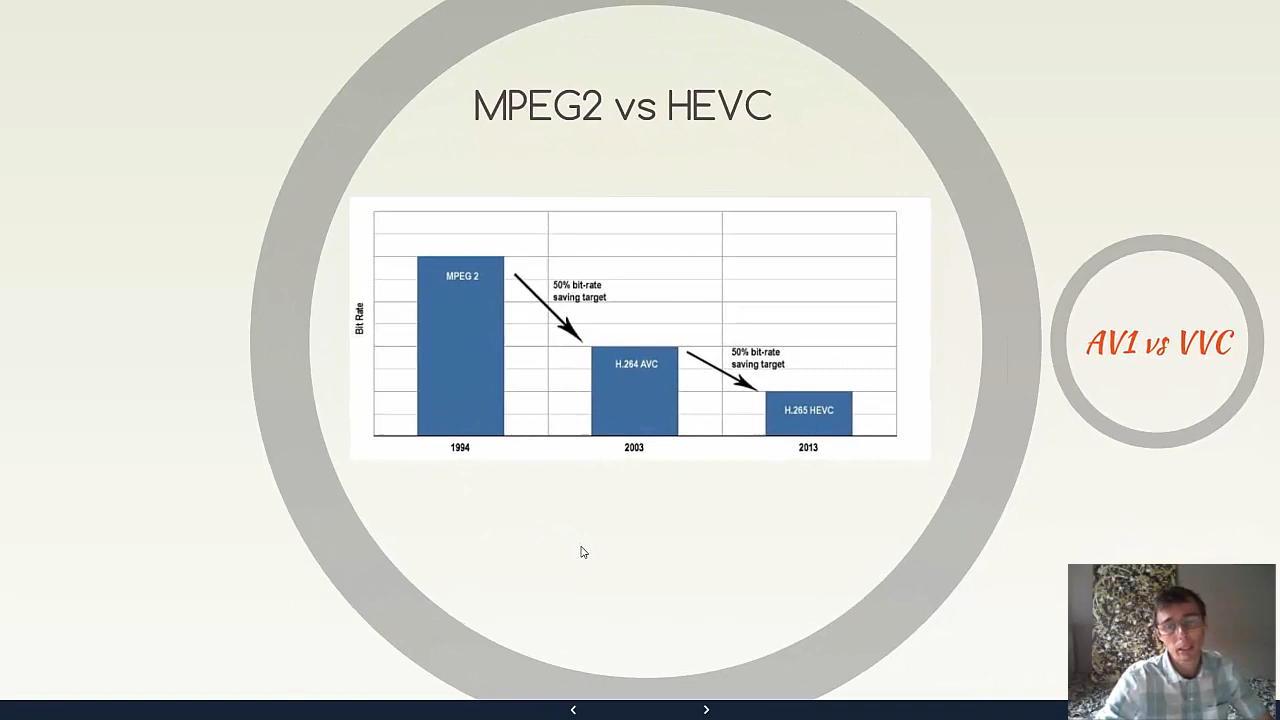 MPEG2 vs HEVC
Bit Rate
MPEG 2
50% bit-rate
saving target
H.264 AVC
50% bit-rate
saving target
H.265 HEVC
1994
2003
2013
AV1 vs VVC